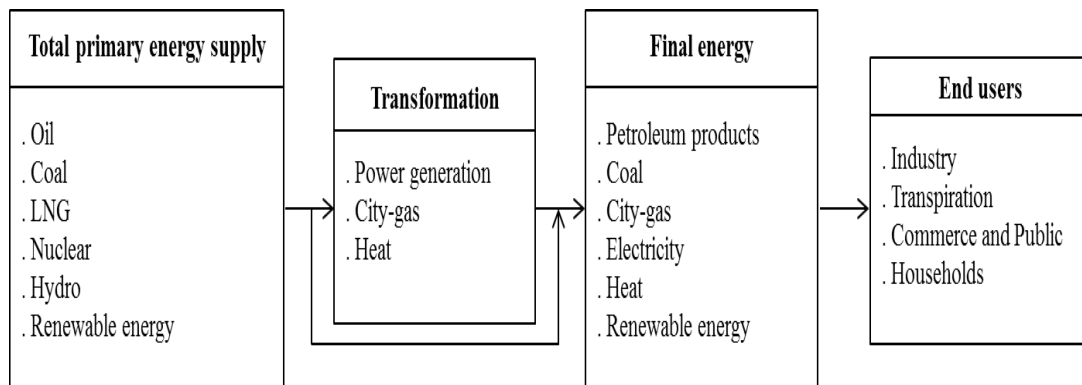 Total primary energy supply
. Oil
. Coal
. LNG
. Nuclear
. Hydro
. Renewable energy
Transformation
. Power generation
. City-gas
. Heat
Final energy
. Petroleum products
. Coal
. City-gas
. Electricity
. Heat
. Renewable energy
End users
. Industry
. Transpiration
. Commerce and Public
. Households